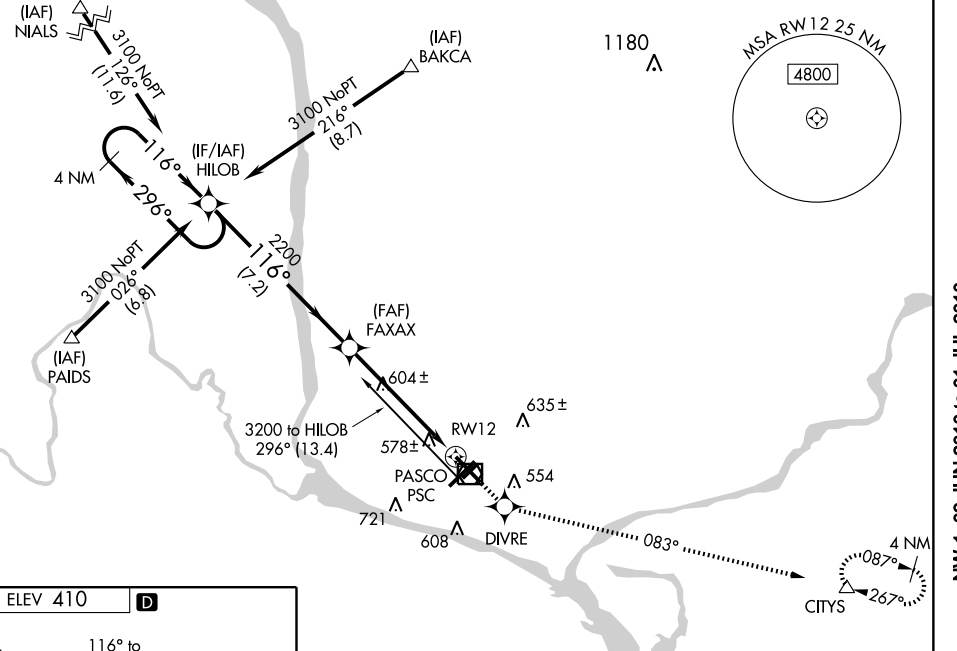 (IAF)
NIALS
3100 NoPT
126°
(11.6)
(IAF)
BAKCA
3100 NoPT
216°
(8.7)
1180
MSA RW12 25 NM
4800
116°
(IF/IAF)
HILOB
4 NM
296°
3100 NoPT
026°
(6.8)
(IAF)
PAIDS
2200
116°
(7.2)
(FAF)
FAXAX
604±
3200 to HILOB
296° (13.4)
578±
RW12
635±
PASCO
PSC
554
721
608
DIVRE
083°
4 NM
087°
267°
CITYS
ELEV 410
D
116° to